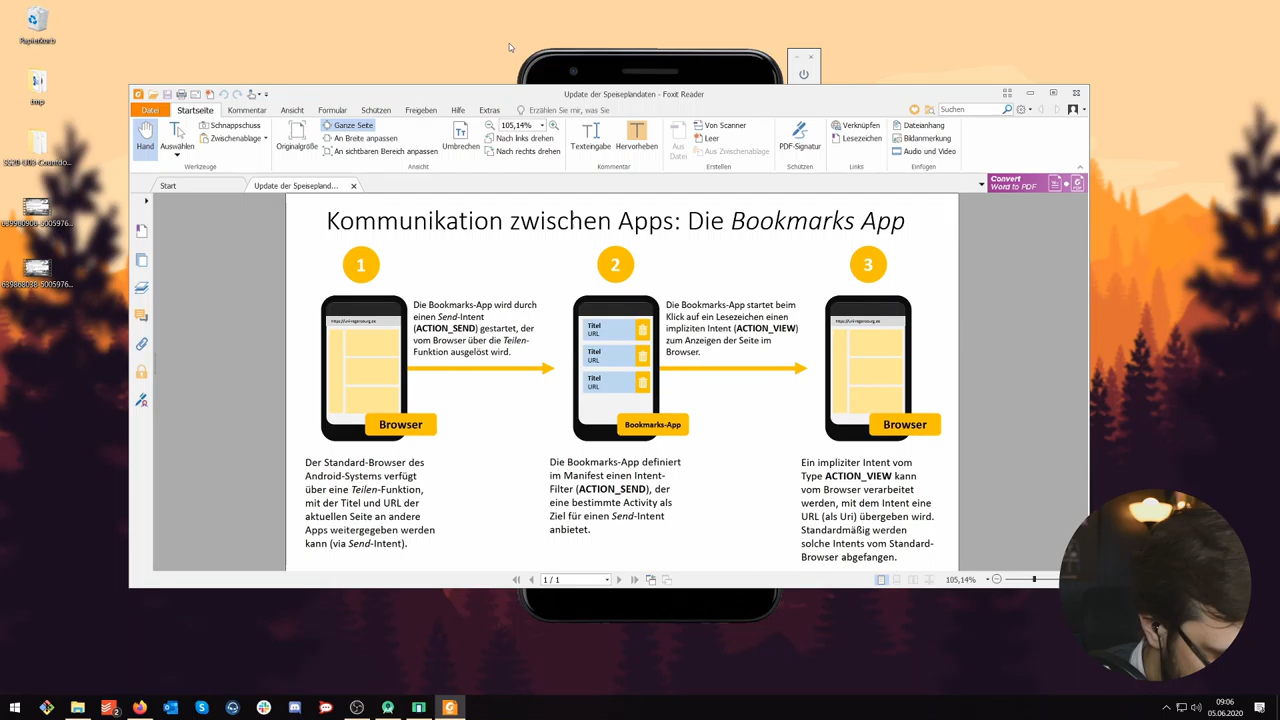 Papierkorb
tmp
Update der Speiseplandaten - Foxit Reader
Datei
Startseite
Kommentar
Ansicht
Formular
Schützen
Freigeben
Hilfe
Extras
Erzählen Sie mir, was Sie
Suchen
Hand
Auswählen
Schnappschuss
Zwischenablage
Werkzeuge
Originalgröße
Ganze Seite
An Breite anpassen
An sichtbaren Bereich anpassen
Ansicht
Umbrechen
105,14%
Nach links drehen
Nach rechts drehen
Texteingabe
Hervorheben
Kommentar
Aus Datei
Von Scanner
Leer
Aus Zwischenablage
Erstellen
PDF-Signatur
Schützen
Verknüpfen
Lesezeichen
Links
Dateianhang
Bildanmerkung
Audio und Video
Einfügen
Start
Update der Speisepland...
Convert
Word to PDF
Kommunikation zwischen Apps: Die Bookmarks App
1
2
3
Die Bookmarks-App wird durch
einen Send-Intent
(ACTION_SEND) gestartet, der
vom Browser über die Teilen-
Funktion ausgelöst wird.
Die Bookmarks-App startet beim
Klick auf ein Lesezeichen einen
impliziten Intent (ACTION_VIEW)
zum Anzeigen der Seite im
Browser.
Titel
URL
Titel
URL
Titel
URL
Browser
Bookmarks-App
Browser
Der Standard-Browser des
Android-Systems verfügt
über eine Teilen-Funktion,
mit der Titel und URL der
aktuellen Seite an andere
Apps weitergegeben werden
kann (via Send-Intent).
Die Bookmarks-App definiert
im Manifest einen Intent-
Filter (ACTION_SEND), der
eine bestimmte Activity als
Ziel für einen Send-Intent
anbietet.
Ein impliziter Intent vom
Type ACTION_VIEW kann
vom Browser verarbeitet
werden, mit dem Intent eine
URL (als Uri) übergeben wird.
Standardmäßig werden
solche Intents vom Standard-
Browser abgefangen.
1 / 1
105,14%
2
09:06
05.06.2020